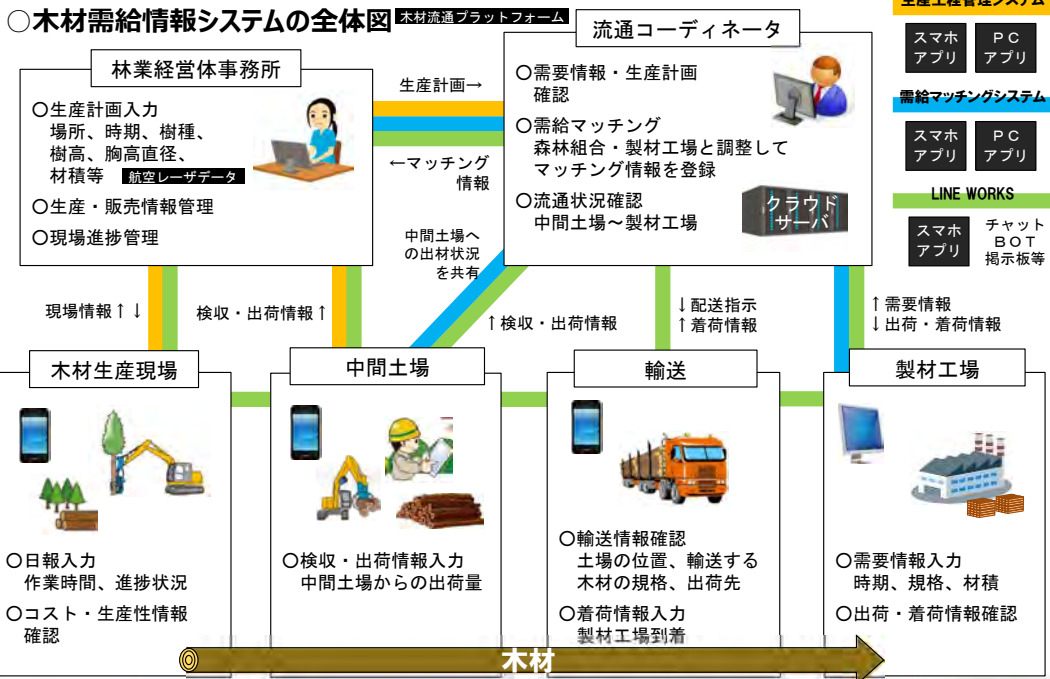 ○木材需給情報システムの全体図 木材流通プラットフォーム
林業経営体事務所
○生産計画入力
場所、時期、樹種、
樹高、胸高直径、
材積等 航空レーザデータ
○生産・販売情報管理
○現場進捗管理
生産計画→
←マッチング
情報
流通コーディネータ
○需要情報・生産計画
確認
○需給マッチング
森林組合・製材工場と調整して
マッチング情報を登録
○流通状況確認
中間土場～製材工場
クラウド
サーバ
生産工程管理システム
スマホ
アプリ
ＰＣ
アプリ
需給マッチングシステム
スマホ
アプリ
ＰＣ
アプリ
LINE WORKS
スマホ
アプリ
チャット
ＢＯＴ
掲示板等
中間土場へ
の出材状況
を共有
現場情報↑↓
検収・出荷情報↑
↑検収・出荷情報
↓配送指示
↑着荷情報
↑需要情報
↓出荷・着荷情報
木材生産現場
○日報入力
作業時間、進捗状況
○コスト・生産性情報
確認
中間土場
○検収・出荷情報入力
中間土場からの出荷量
輸送
○輸送情報確認
土場の位置、輸送する
木材の規格、出荷先
○着荷情報入力
製材工場到着
製材工場
○需要情報入力
時期、規格、材積
○出荷・着荷情報確認
木材